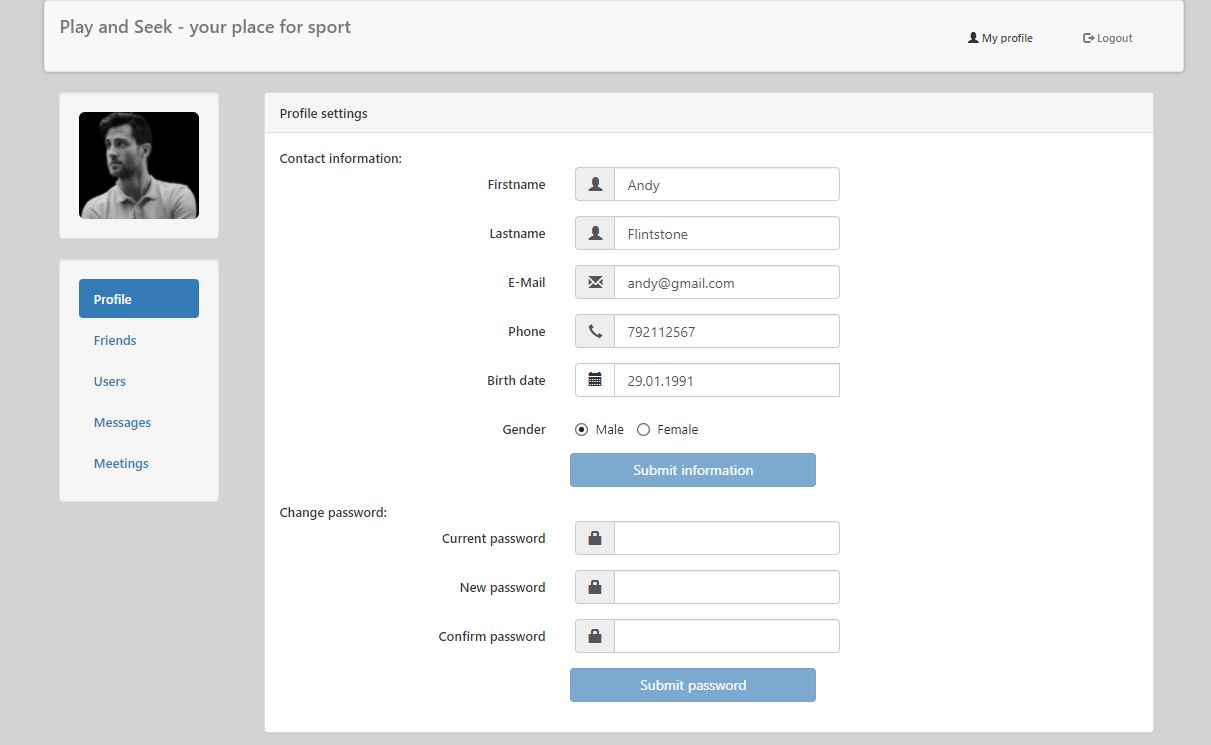 Play and Seek - your place for sport
My profile
Logout
Profile
Friends
Users
Messages
Meetings
Profile settings
Contact information:
Firstname Andy
Lastname Flintstone
E-Mail andy@gmail.com
Phone 792112567
Birth date 29.01.1991
Gender Male Female
Submit information
Change password:
Current password
New password
Confirm password
Submit password